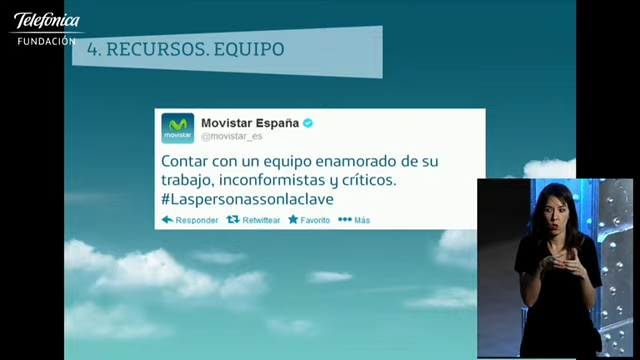 Telefónica
FUNDACIÓN
4. RECURSOS. EQUIPO
movistar
Movistar España
@movistar_es
Contar con un equipo enamorado de su
trabajo, inconformistas y críticos.
#Laspersonassonlaclave
Responder Retwittear Favorito Más